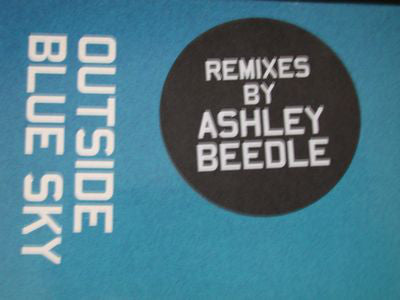 OUTSIDE
BLUE SKY
REMIXES
BY
ASHLEY
BEEDLE